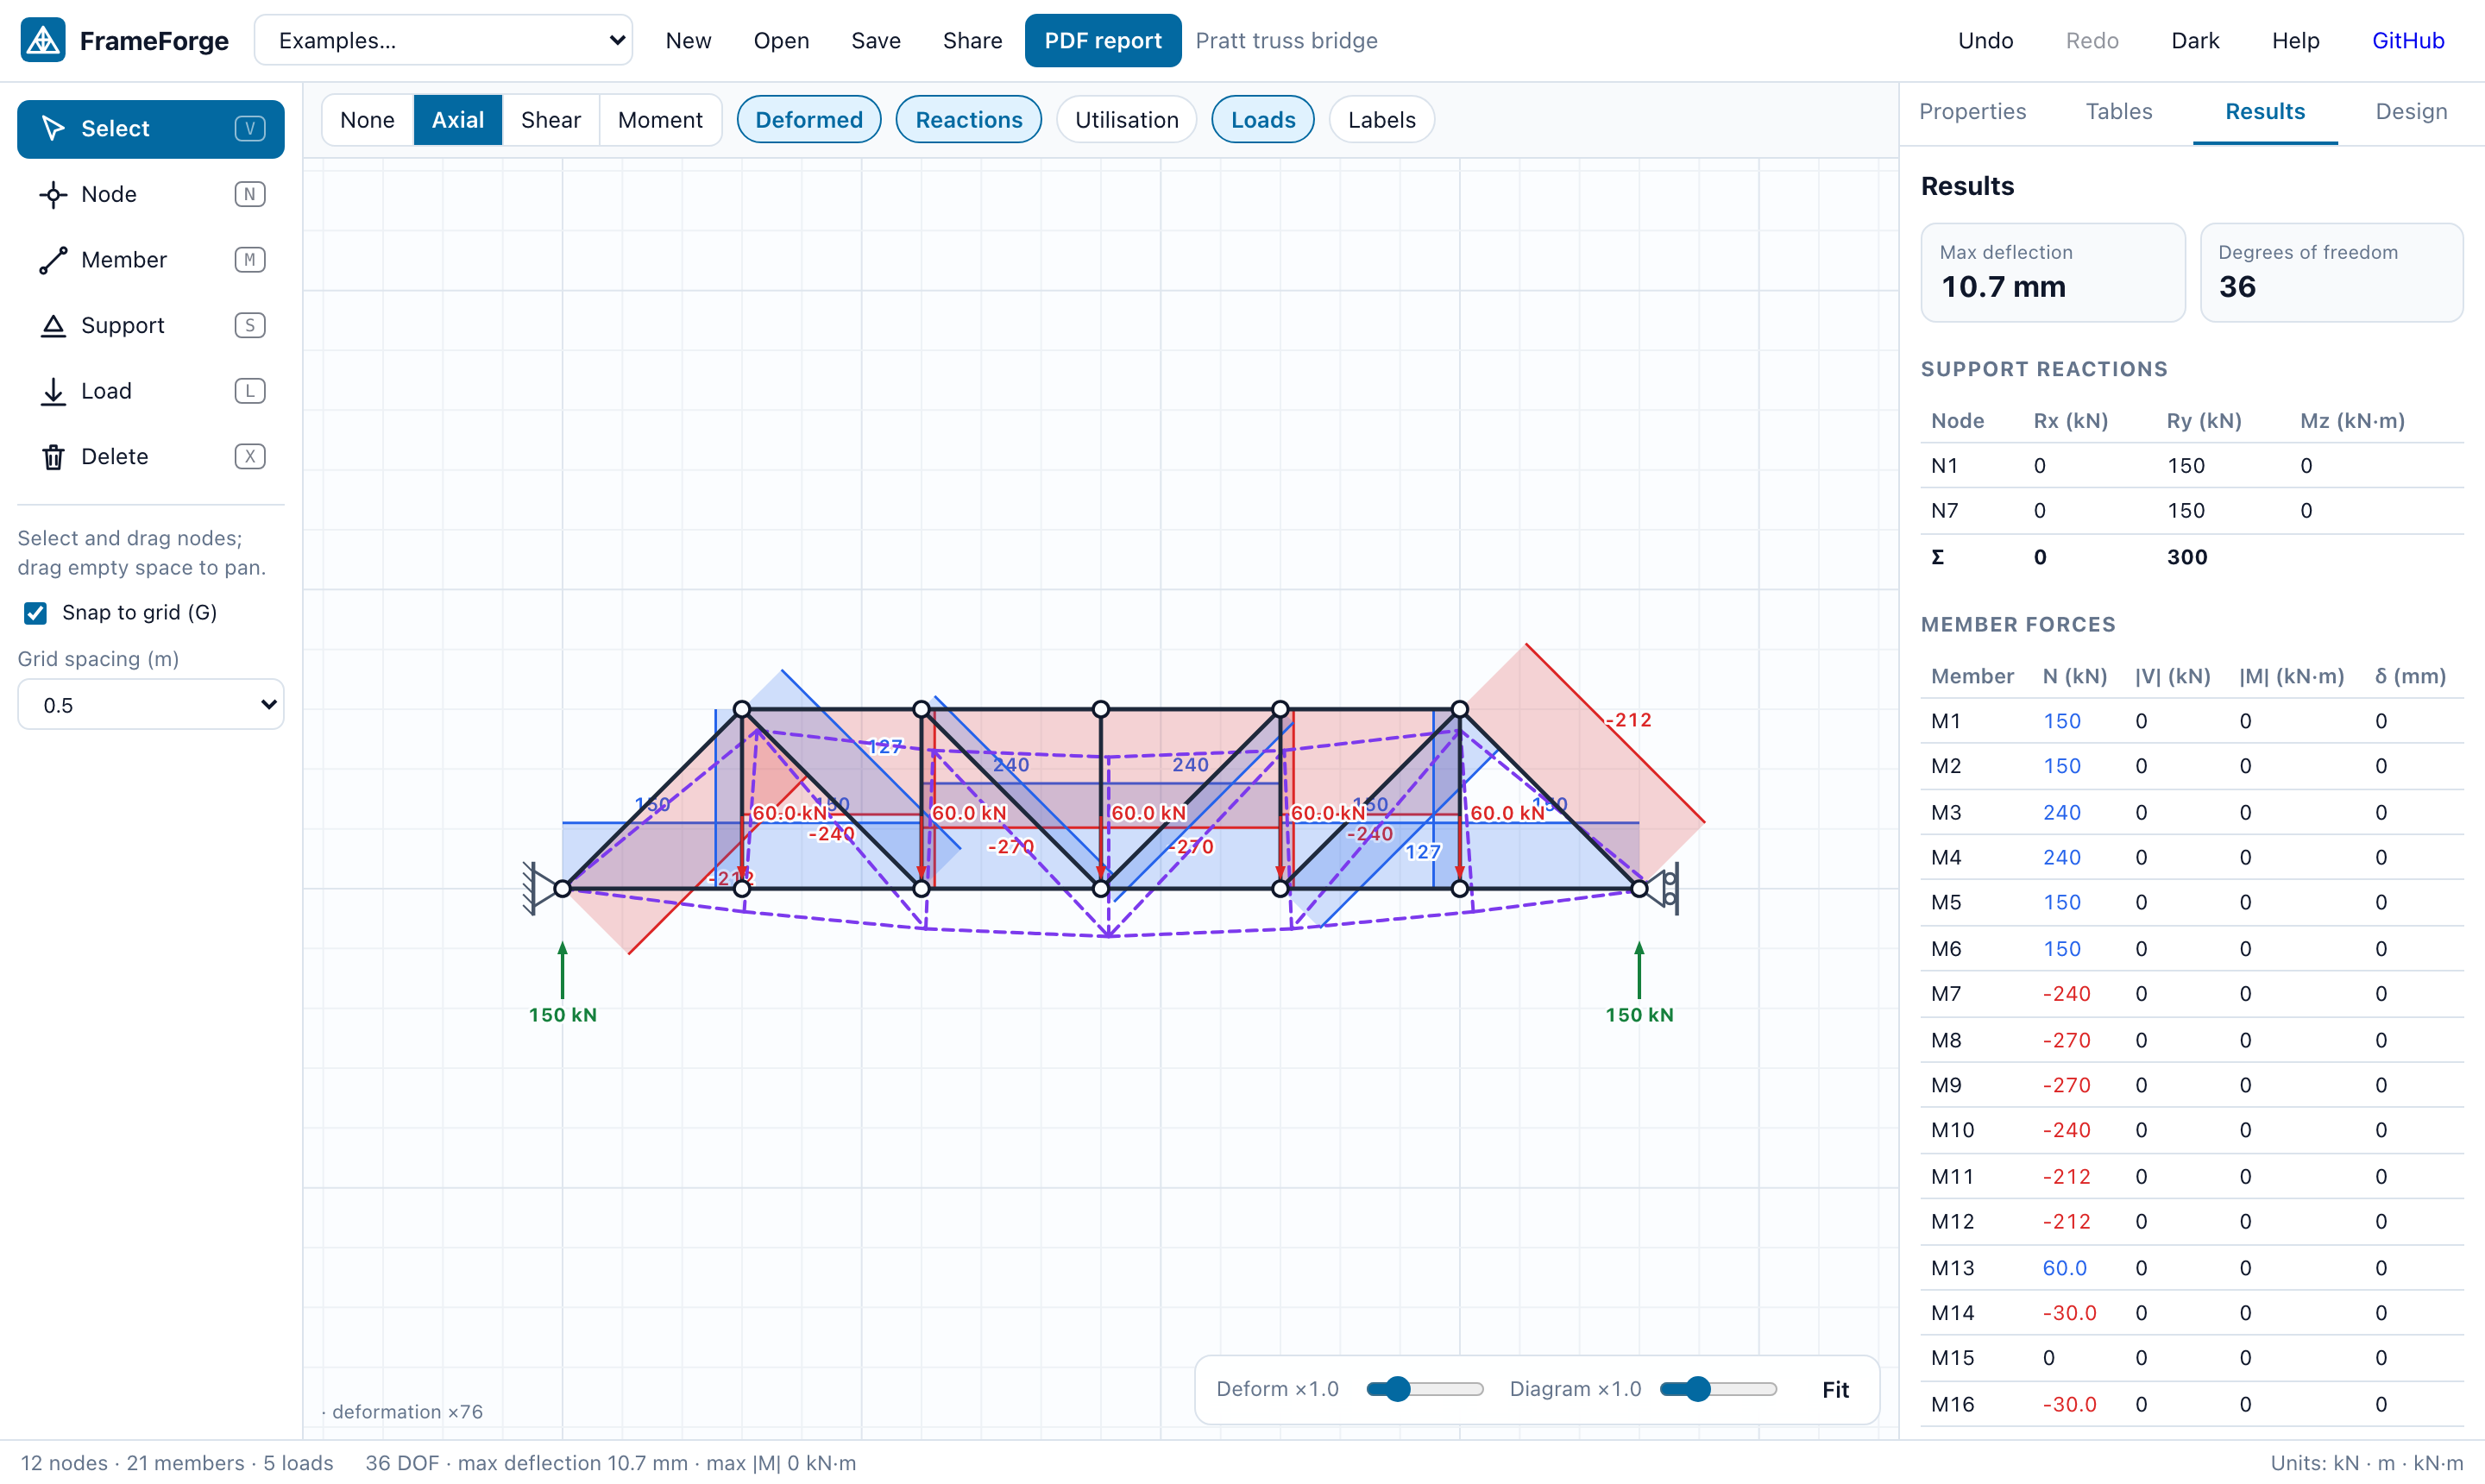 FrameForge Examples... New Open Save Share PDF report Pratt truss bridge Undo Redo Dark Help GitHub
Select V
Node N
Member M
Support S
Load L
Delete X
Select and drag nodes;
drag empty space to pan.
Snap to grid (G)
Grid spacing (m)
0.5
None Axial Shear Moment Deformed Reactions Utilisation Loads Labels
-212
127
240 240
150 150 150 150
60.0 kN 60.0 kN 60.0 kN 60.0 kN 60.0 kN
-240 -270 -270 -240
127
-212
150 kN 150 kN
Deform ×1.0 Diagram ×1.0 Fit
· deformation ×76
Properties Tables Results Design
Results
Max deflection Degrees of freedom
10.7 mm 36
SUPPORT REACTIONS
Node Rx (kN) Ry (kN) Mz (kN·m)
N1 0 150 0
N7 0 150 0
Σ 0 300
MEMBER FORCES
Member N (kN) |V| (kN) |M| (kN·m) δ (mm)
M1 150 0 0 0
M2 150 0 0 0
M3 240 0 0 0
M4 240 0 0 0
M5 150 0 0 0
M6 150 0 0 0
M7 -240 0 0 0
M8 -270 0 0 0
M9 -270 0 0 0
M10 -240 0 0 0
M11 -212 0 0 0
M12 -212 0 0 0
M13 60.0 0 0 0
M14 -30.0 0 0 0
M15 0 0 0 0
M16 -30.0 0 0 0
12 nodes · 21 members · 5 loads 36 DOF · max deflection 10.7 mm · max |M| 0 kN·m Units: kN · m · kN·m